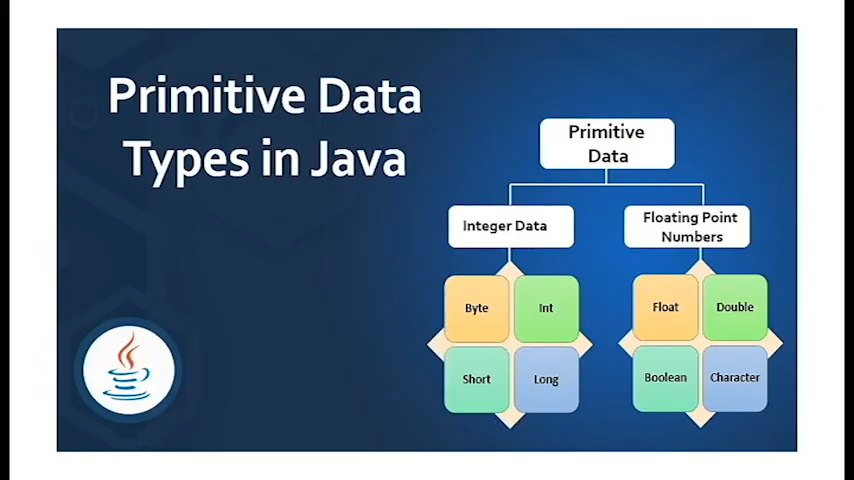 Primitive Data
Types in Java
Primitive
Data
Integer Data
Floating Point
Numbers
Byte
Int
Short
Long
Float
Double
Boolean
Character